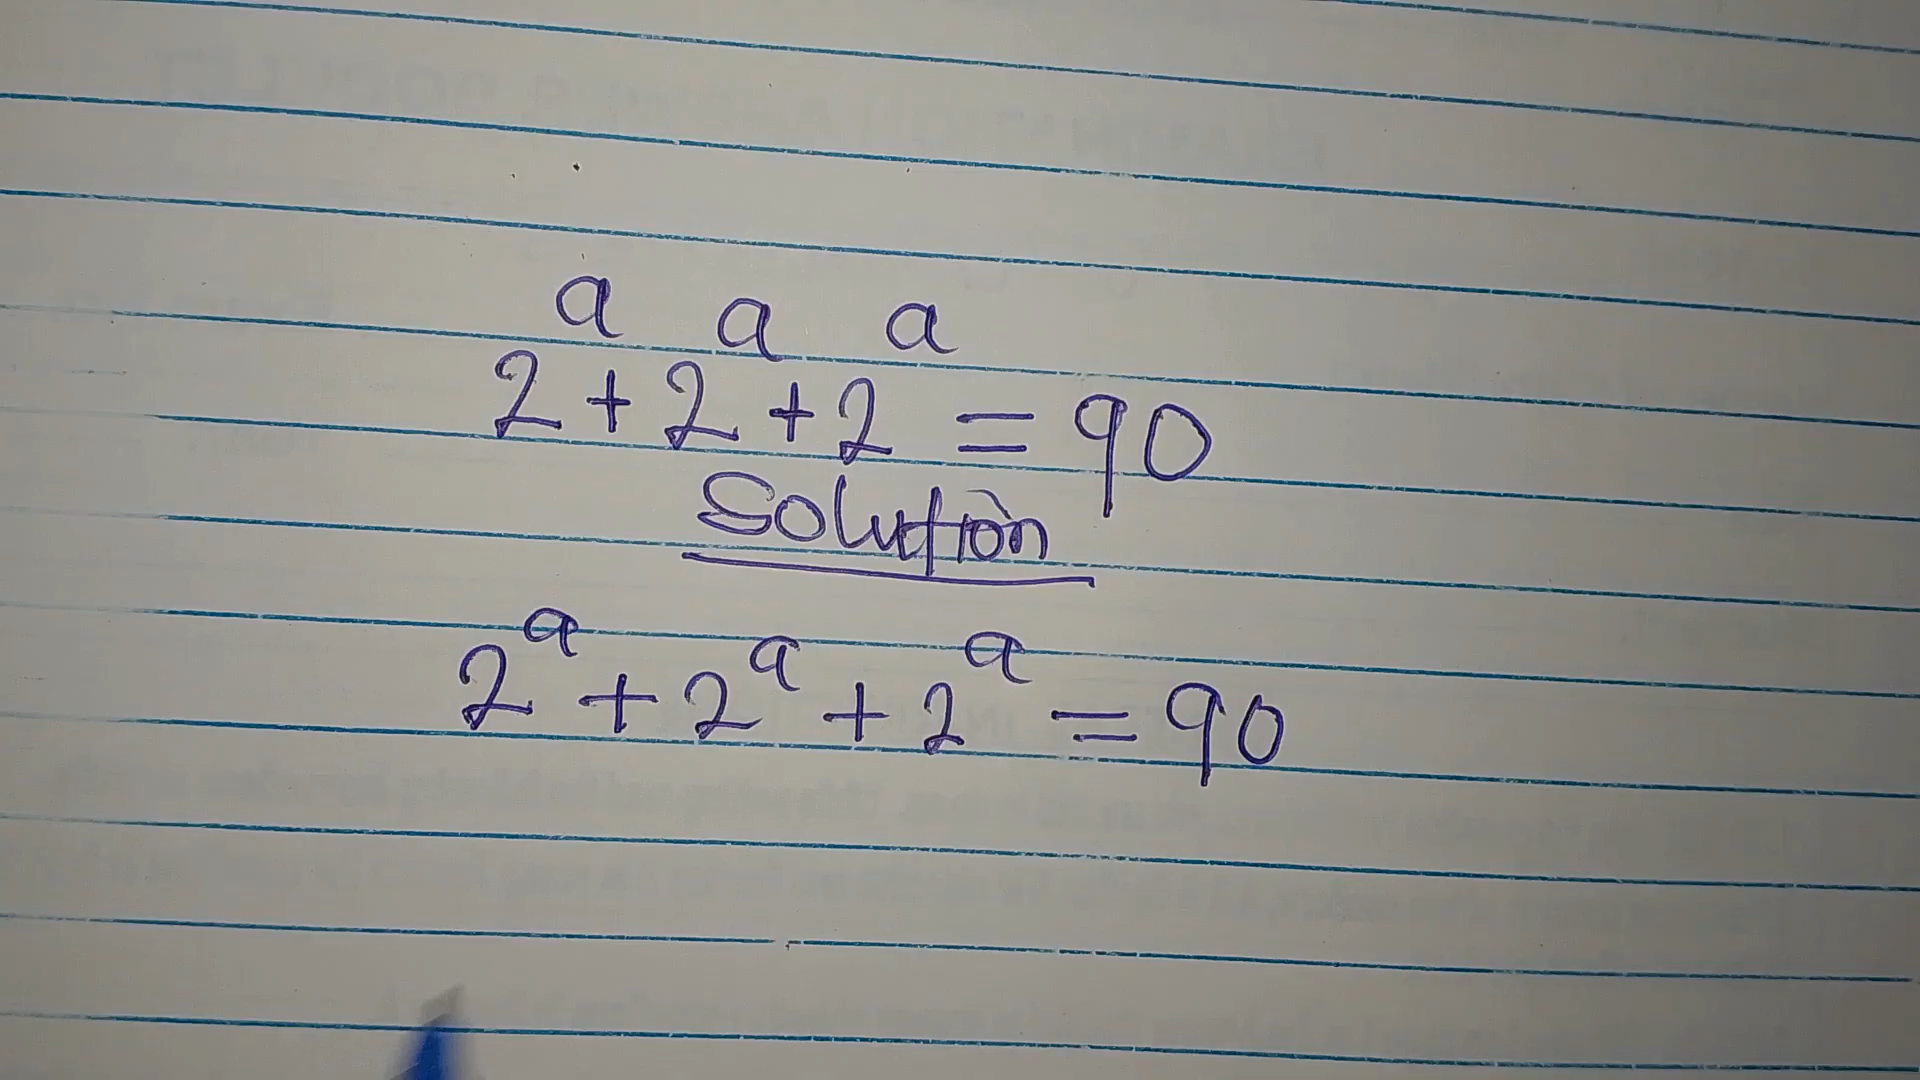 2^a + 2^a + 2^a = 90
Solution
2^a + 2^a + 2^a = 90